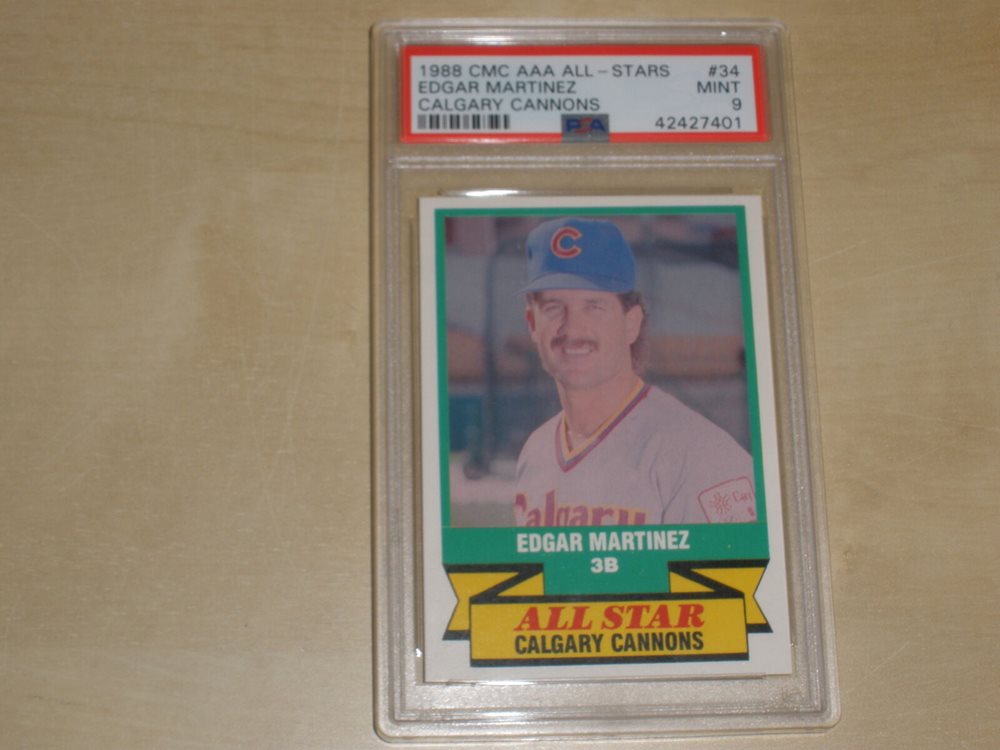 1988 CMC AAA ALL-STARS #34
EDGAR MARTINEZ MINT
CALGARY CANNONS 9
PSA 42427401
C
Calgary
EDGAR MARTINEZ
3B
ALL STAR
CALGARY CANNONS